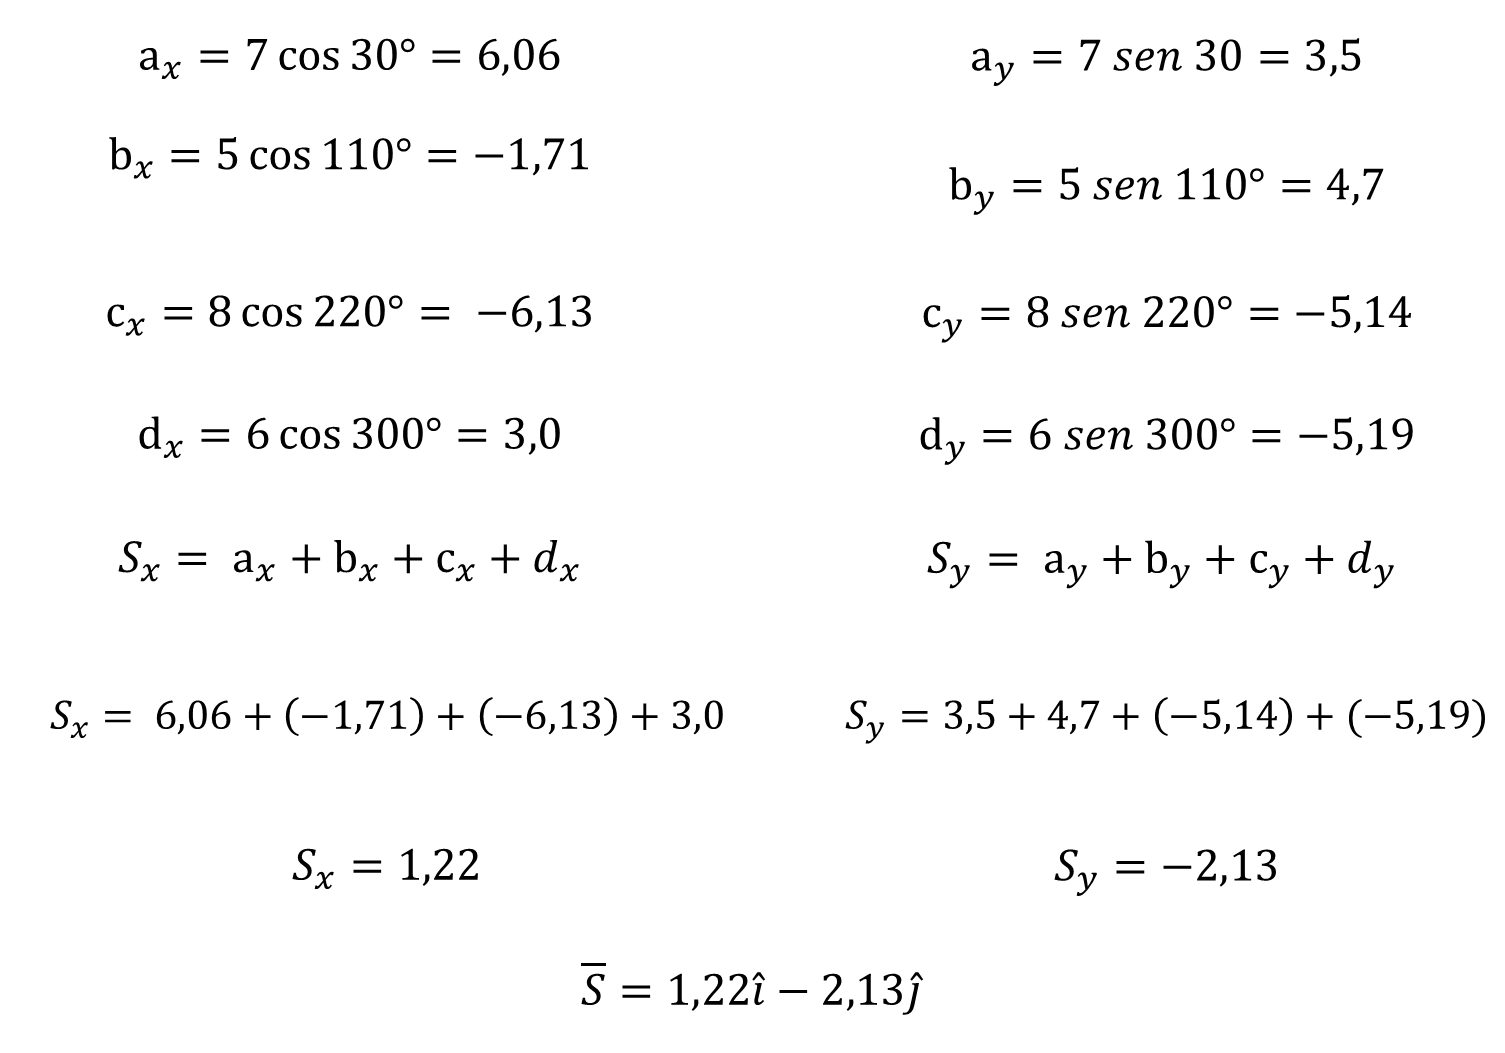 aₓ = 7 cos 30° = 6,06
a_y = 7 sen 30 = 3,5
bₓ = 5 cos 110° = −1,71
b_y = 5 sen 110° = 4,7
cₓ = 8 cos 220° = −6,13
c_y = 8 sen 220° = −5,14
dₓ = 6 cos 300° = 3,0
d_y = 6 sen 300° = −5,19
Sₓ = aₓ + bₓ + cₓ + dₓ
S_y = a_y + b_y + c_y + d_y
Sₓ = 6,06 + (−1,71) + (−6,13) + 3,0
S_y = 3,5 + 4,7 + (−5,14) + (−5,19)
Sₓ = 1,22
S_y = −2,13
S̅ = 1,22î − 2,13ĵ